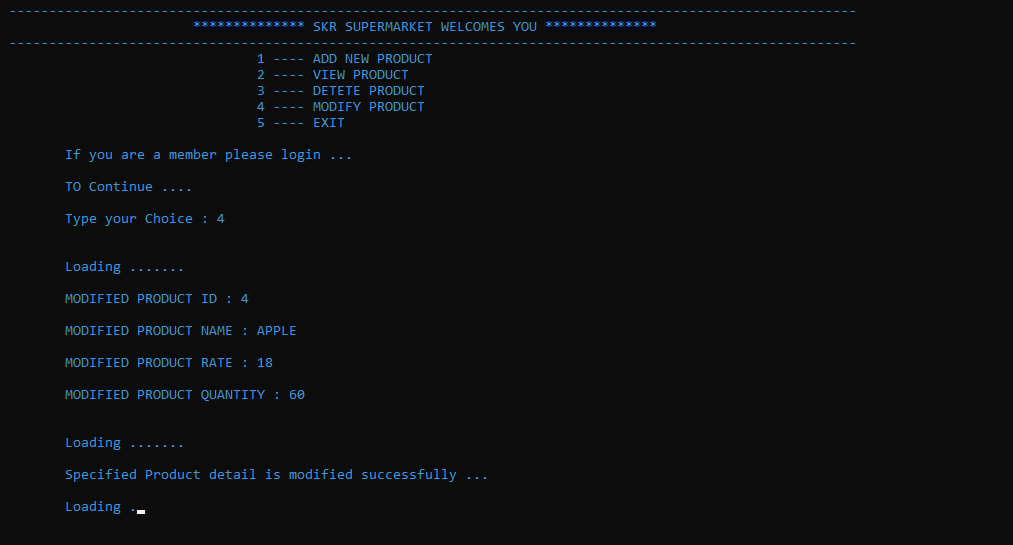 ----------------------------------------------------------------------------------------------------------
************** SKR SUPERMARKET WELCOMES YOU **************
----------------------------------------------------------------------------------------------------------
1 ---- ADD NEW PRODUCT
2 ---- VIEW PRODUCT
3 ---- DETETE PRODUCT
4 ---- MODIFY PRODUCT
5 ---- EXIT
If you are a member please login ...
TO Continue ....
Type your Choice : 4
Loading .......
MODIFIED PRODUCT ID : 4
MODIFIED PRODUCT NAME : APPLE
MODIFIED PRODUCT RATE : 18
MODIFIED PRODUCT QUANTITY : 60
Loading .......
Specified Product detail is modified successfully ...
Loading .